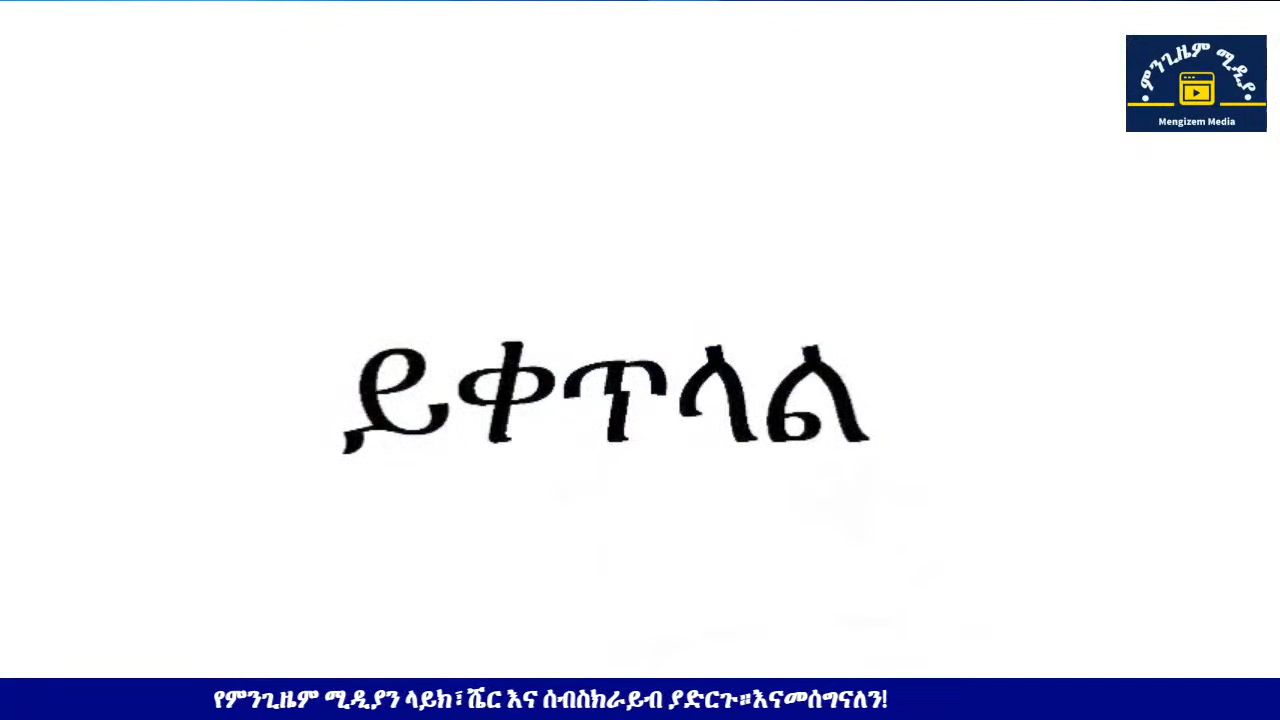 ምንጊዜም ሚዲያ
Mengizem Media
ይቀጥላል
የምንጊዜም ሚዲያን ላይክ፣ሼር እና ሰብስክራይብ ያድርጉ።እናመሰግናለን!